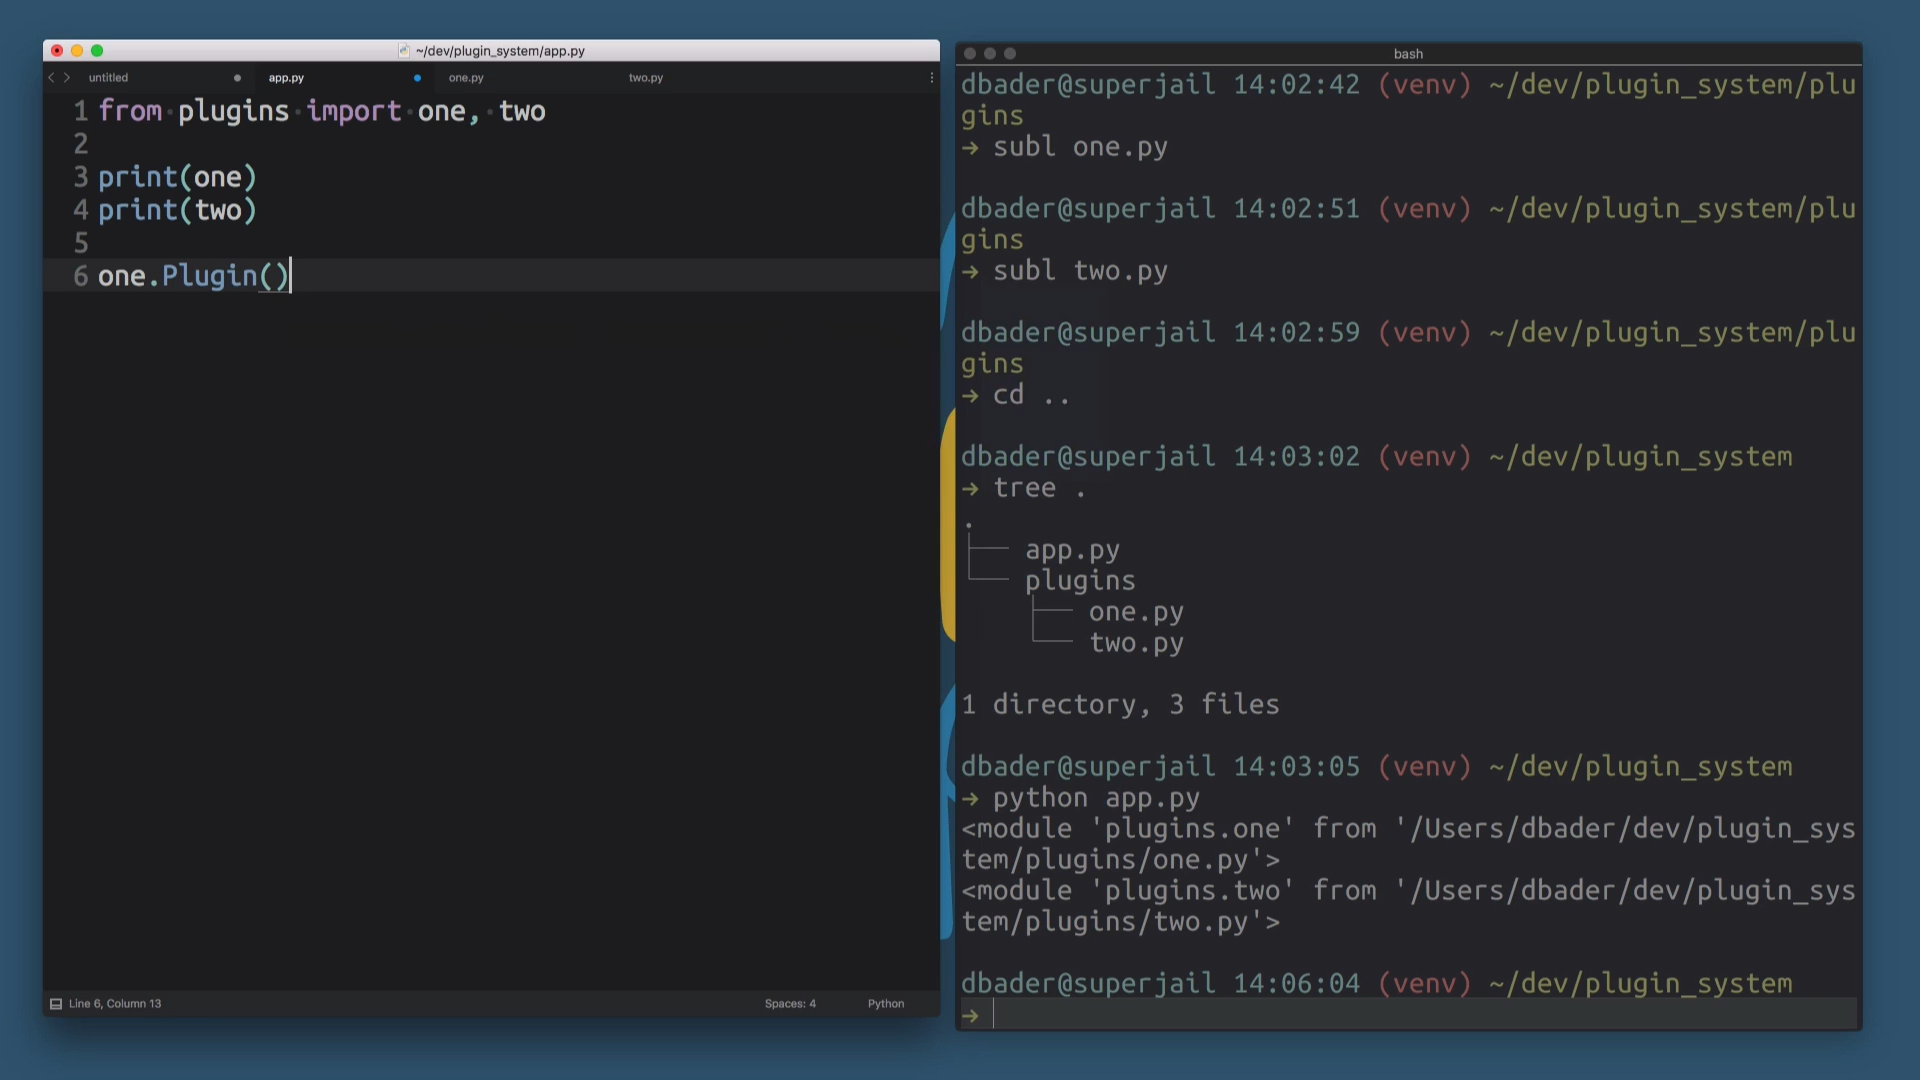 ~/dev/plugin_system/app.py
untitled
app.py
one.py
two.py
1 from plugins import one, two
2
3 print(one)
4 print(two)
5
6 one.Plugin()
Line 6, Column 13
Spaces: 4
Python
bash
dbader@superjail 14:02:42 (venv) ~/dev/plugin_system/plu
gins
→ subl one.py
dbader@superjail 14:02:51 (venv) ~/dev/plugin_system/plu
gins
→ subl two.py
dbader@superjail 14:02:59 (venv) ~/dev/plugin_system/plu
gins
→ cd ..
dbader@superjail 14:03:02 (venv) ~/dev/plugin_system
→ tree .
.
├── app.py
└── plugins
    ├── one.py
    └── two.py
1 directory, 3 files
dbader@superjail 14:03:05 (venv) ~/dev/plugin_system
→ python app.py
<module 'plugins.one' from '/Users/dbader/dev/plugin_sys
tem/plugins/one.py'>
<module 'plugins.two' from '/Users/dbader/dev/plugin_sys
tem/plugins/two.py'>
dbader@superjail 14:06:04 (venv) ~/dev/plugin_system
→